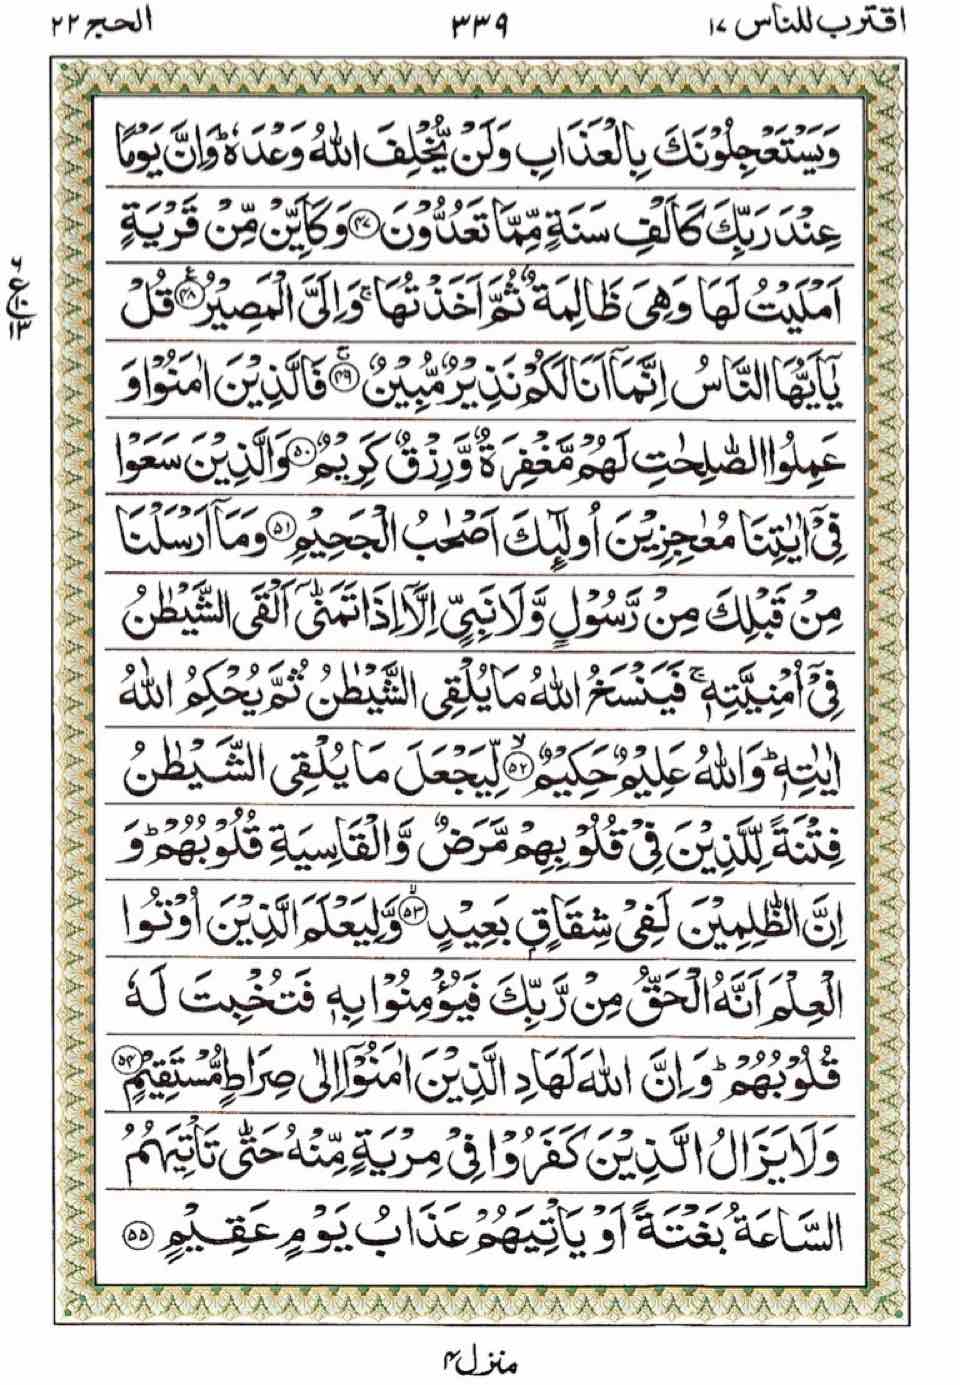 اقترب للناس ١٧ ٣٣٩ الحج ٢٢
وَيَسْتَعْجِلُوْنَكَ بِالْعَذَابِ وَلَنْ يُّخْلِفَ اللّٰهُ وَعْدَهٗ ؕ وَاِنَّ يَوْمًا
عِنْدَ رَبِّكَ كَاَلْفِ سَنَةٍ مِّمَّا تَعُدُّوْنَ ﴿٤٧﴾ وَكَاَيِّنْ مِّنْ قَرْيَةٍ
اَمْلَيْتُ لَهَا وَهِىَ ظَالِمَةٌ ثُمَّ اَخَذْتُهَا ۚ وَاِلَىَّ الْمَصِيْرُ ﴿٤٨﴾ قُلْ
يٰۤاَيُّهَا النَّاسُ اِنَّمَاۤ اَنَا لَكُمْ نَذِيْرٌ مُّبِيْنٌ ﴿٤٩﴾ فَالَّذِيْنَ اٰمَنُوْا وَ
عَمِلُوا الصّٰلِحٰتِ لَهُمْ مَّغْفِرَةٌ وَّرِزْقٌ كَرِيْمٌ ﴿٥٠﴾ وَالَّذِيْنَ سَعَوْا
فِىْۤ اٰيٰتِنَا مُعٰجِزِيْنَ اُولٰٓئِكَ اَصْحٰبُ الْجَحِيْمِ ﴿٥١﴾ وَمَاۤ اَرْسَلْنَا
مِنْ قَبْلِكَ مِنْ رَّسُوْلٍ وَّلَا نَبِىٍّ اِلَّاۤ اِذَا تَمَنّٰٓى اَلْقَى الشَّيْطٰنُ
فِىْۤ اُمْنِيَّتِهٖ ۚ فَيَنْسَخُ اللّٰهُ مَا يُلْقِى الشَّيْطٰنُ ثُمَّ يُحْكِمُ اللّٰهُ
اٰيٰتِهٖ ؕ وَاللّٰهُ عَلِيْمٌ حَكِيْمٌ ﴿٥٢﴾ۙ لِّيَجْعَلَ مَا يُلْقِى الشَّيْطٰنُ
فِتْنَةً لِّلَّذِيْنَ فِىْ قُلُوْبِهِمْ مَّرَضٌ وَّالْقَاسِيَةِ قُلُوْبُهُمْ ؕ وَ
اِنَّ الظّٰلِمِيْنَ لَفِىْ شِقَاقٍۭ بَعِيْدٍ ﴿٥٣﴾ۙ وَّلِيَعْلَمَ الَّذِيْنَ اُوْتُوا
الْعِلْمَ اَنَّهُ الْحَقُّ مِنْ رَّبِّكَ فَيُؤْمِنُوْا بِهٖ فَتُخْبِتَ لَهٗ
قُلُوْبُهُمْ ؕ وَاِنَّ اللّٰهَ لَهَادِ الَّذِيْنَ اٰمَنُوْۤا اِلٰى صِرَاطٍ مُّسْتَقِيْمٍ ﴿٥٤﴾
وَلَا يَزَالُ الَّذِيْنَ كَفَرُوْا فِىْ مِرْيَةٍ مِّنْهُ حَتّٰى تَاْتِيَهُمُ
السَّاعَةُ بَغْتَةً اَوْ يَاْتِيَهُمْ عَذَابُ يَوْمٍ عَقِيْمٍ ﴿٥٥﴾
٦
ع
١٠
١٣
منزل ٤